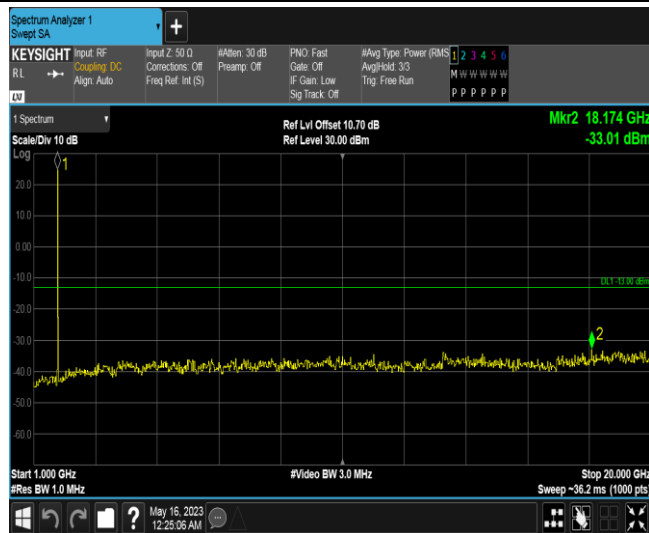 Spectrum Analyzer 1
Swept SA
KEYSIGHT
RL
LXI
Input: RF
Coupling: DC
Align: Auto
Input Z: 50 Ω
Corrections: Off
Freq Ref: Int (S)
#Atten: 30 dB
Preamp: Off
PNO: Fast
Gate: Off
IF Gain: Low
Sig Track: Off
#Avg Type: Power (RMS
Avg|Hold: 3/3
Trig: Free Run
1 2 3 4 5 6
M W W W W W
P P P P P P
1 Spectrum
Scale/Div 10 dB
Log
Ref Lvl Offset 10.70 dB
Ref Level 30.00 dBm
Mkr2 18.174 GHz
-33.01 dBm
1
20.0
10.0
0.00
-10.0
DL1 -13.00 dBm
-20.0
-30.0
2
-40.0
-50.0
-60.0
Start 1.000 GHz
#Res BW 1.0 MHz
#Video BW 3.0 MHz
Stop 20.000 GHz
Sweep ~36.2 ms (1000 pts)
?
May 16, 2023
12:25:06 AM